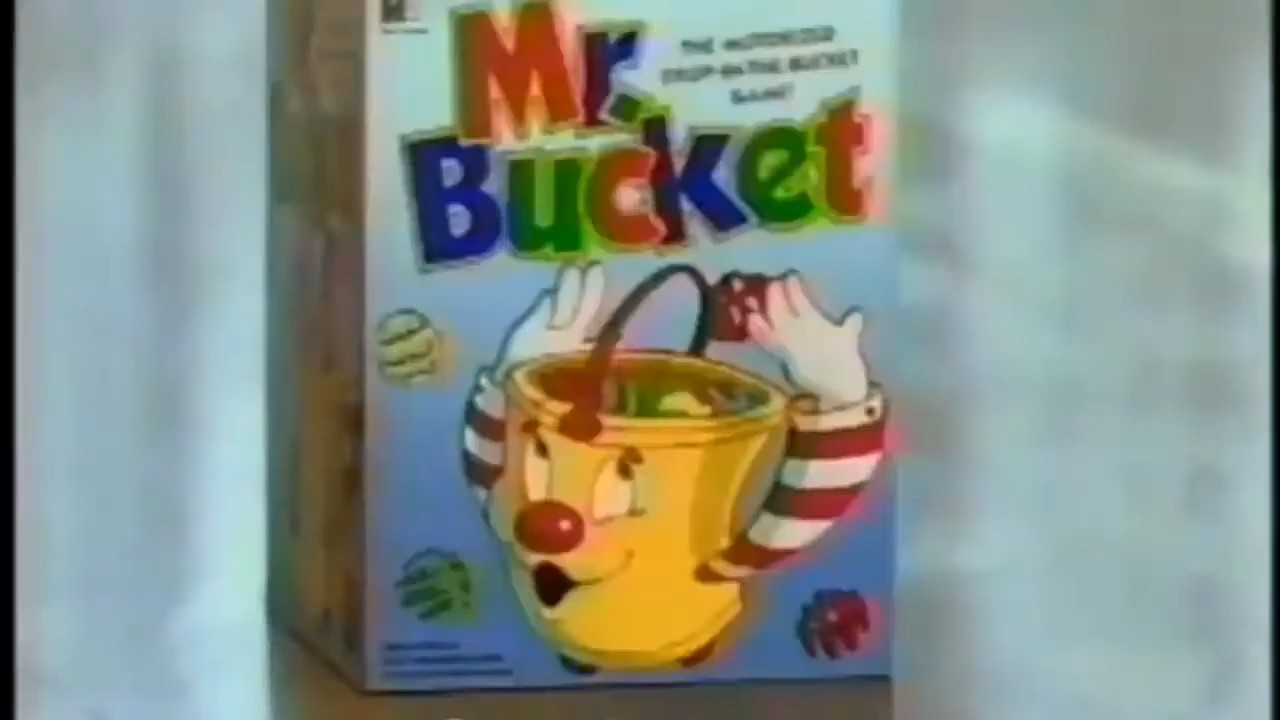 Mr.
THE MOTORIZED
DROP-IN-THE-BUCKET
GAME!
Bucket